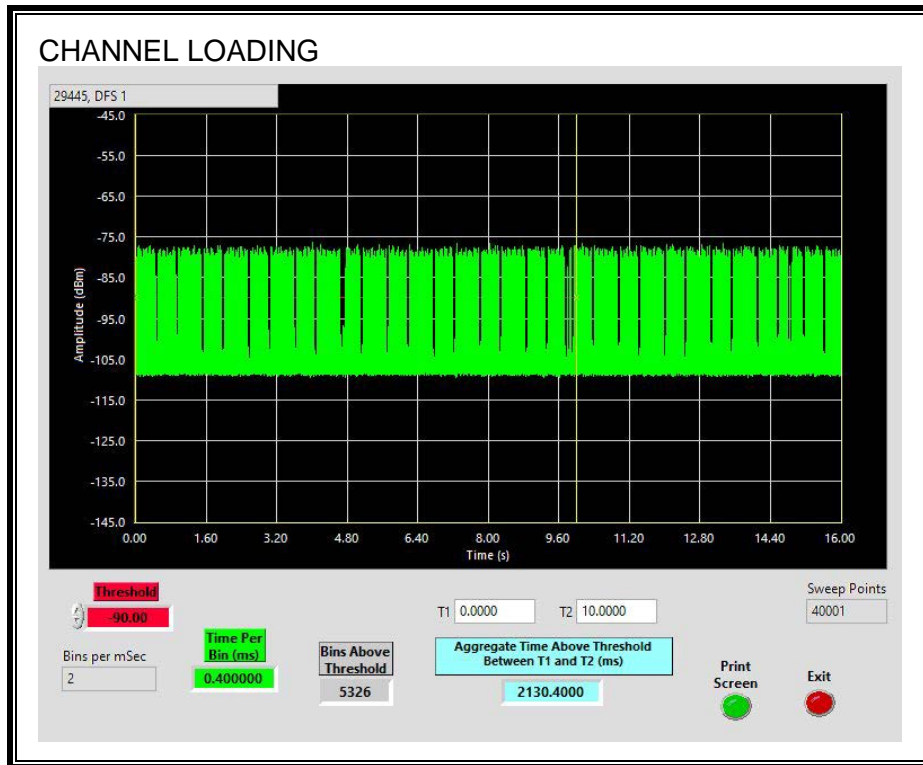 CHANNEL LOADING
29445, DFS 1
-45.0
-55.0
-65.0
-75.0
-85.0
-95.0
-105.0
-115.0
-125.0
-135.0
-145.0
Amplitude (dBm)
0.00 1.60 3.20 4.80 6.40 8.00 9.60 11.20 12.80 14.40 16.00
Time (s)
Threshold
-90.00
Bins per mSec
2
Time Per
Bin (ms)
0.400000
Bins Above
Threshold
5326
T1 0.0000 T2 10.0000
Aggregate Time Above Threshold
Between T1 and T2 (ms)
2130.4000
Sweep Points
40001
Print
Screen
Exit